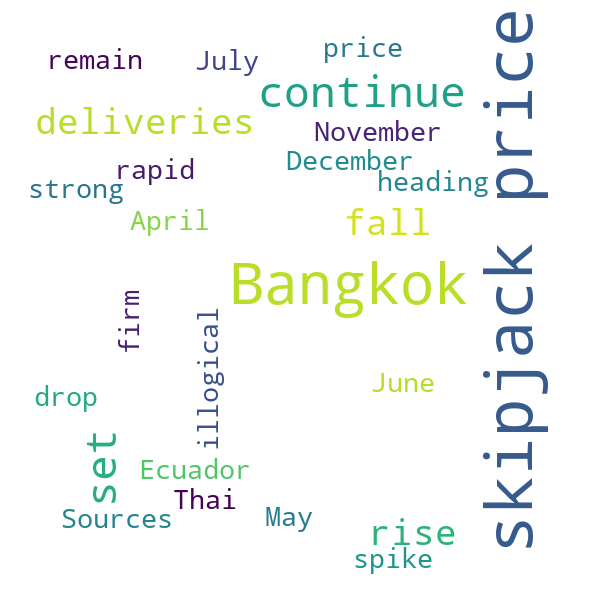 remain
July
price
continue
deliveries
November
December
rapid
heading
strong
April
fall
Bangkok
skipjack price
firm
illogical
June
drop
set
Ecuador
Thai
Sources
May
rise
spike